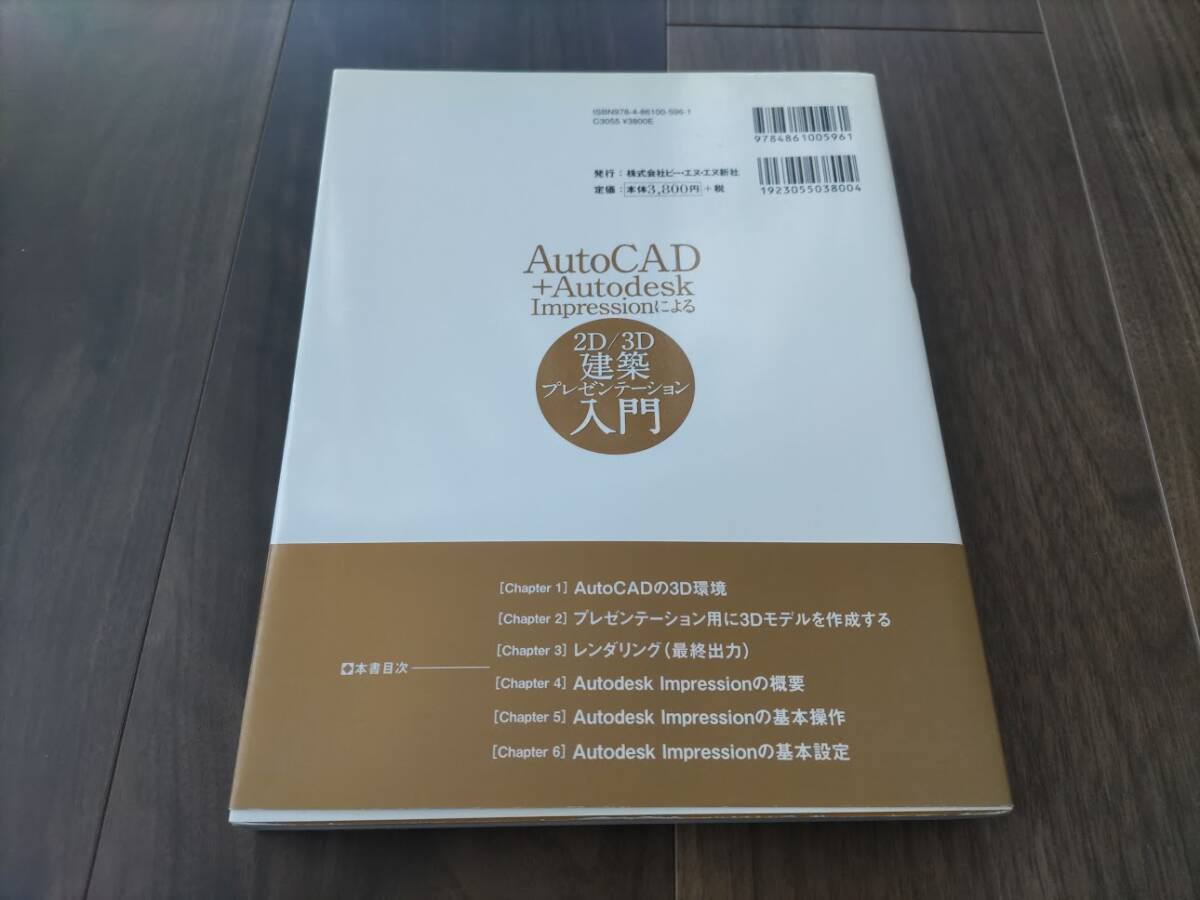 ISBN978-4-86100-596-1
C3055 ¥3800E
9784861005961
発行：株式会社ビー・エヌ・エヌ新社
定価：本体3,800円＋税
1923055038004
AutoCAD
+Autodesk
Impressionによる
2D/3D
建築
プレゼンテーション
入門
本書目次
[Chapter 1] AutoCADの3D環境
[Chapter 2] プレゼンテーション用に3Dモデルを作成する
[Chapter 3] レンダリング（最終出力）
[Chapter 4] Autodesk Impressionの概要
[Chapter 5] Autodesk Impressionの基本操作
[Chapter 6] Autodesk Impressionの基本設定